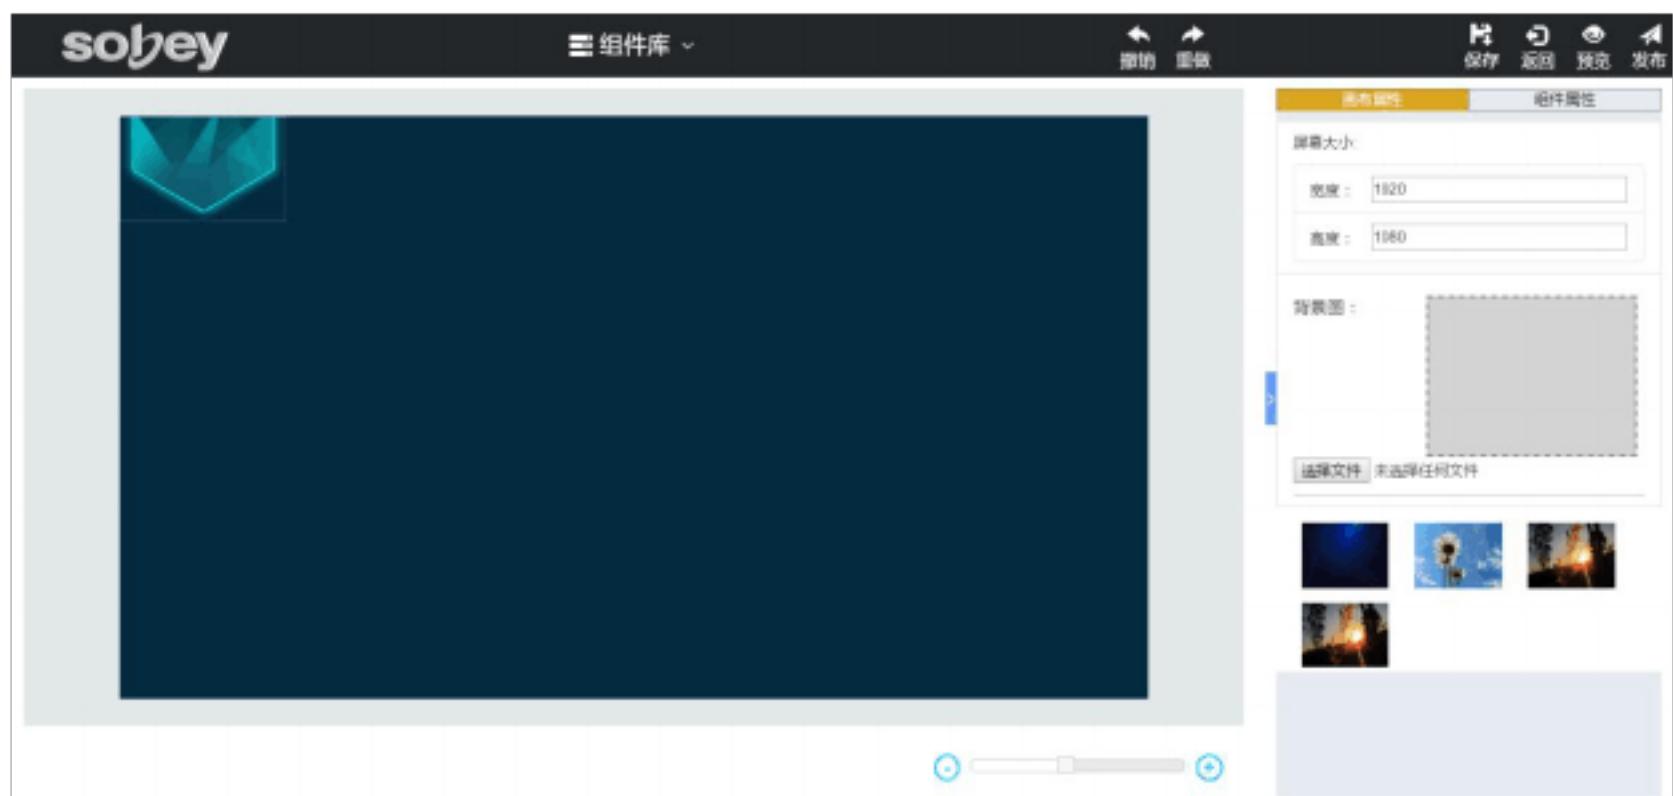 sobey
组件库
撤销 重做
保存 返回 预览 发布
画布属性 组件属性
屏幕大小:
宽度： 1920
高度： 1080
背景图：
选择文件 未选择任何文件